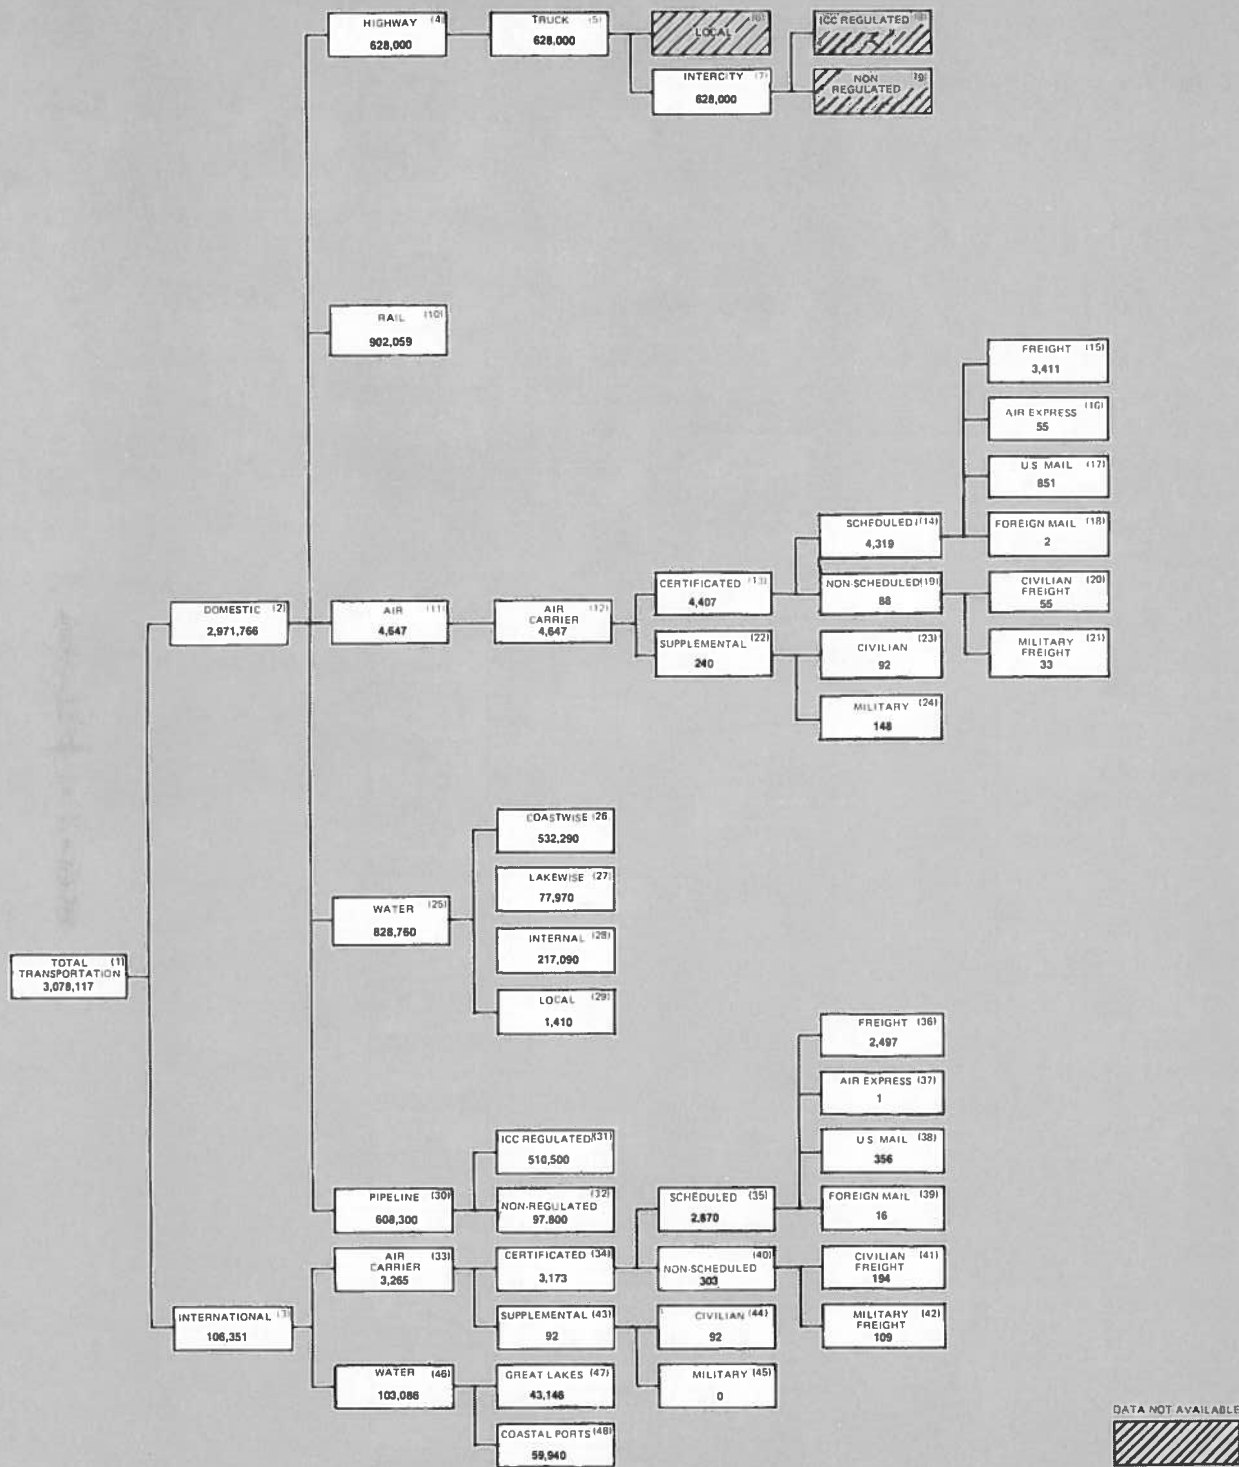 HIGHWAY (4)
628,000
TRUCK (5)
628,000
LOCAL (6)
INTERCITY (7)
628,000
ICC REGULATED (8)
NON (9)
REGULATED
RAIL (10)
902,059
FREIGHT (15)
3,411
AIR EXPRESS (16)
55
U.S MAIL (17)
851
FOREIGN MAIL (18)
2
SCHEDULED (14)
4,319
NON-SCHEDULED (19)
88
CIVILIAN (20)
FREIGHT
55
MILITARY (21)
FREIGHT
33
DOMESTIC (2)
2,971,766
AIR (11)
4,647
AIR (12)
CARRIER
4,647
CERTIFICATED (13)
4,407
SUPPLEMENTAL (22)
240
CIVILIAN (23)
92
MILITARY (24)
148
COASTWISE (26
532,290
LAKEWISE (27)
77,970
WATER (25)
828,760
INTERNAL (28)
217,090
LOCAL (29)
1,410
TOTAL (1)
TRANSPORTATION
3,078,117
FREIGHT (36)
2,497
AIR EXPRESS (37)
1
U.S MAIL (38)
356
FOREIGN MAIL (39)
16
ICC REGULATED (31)
510,500
PIPELINE (30)
608,300
(32)
NON-REGULATED
97.800
SCHEDULED (35)
2,870
AIR (33)
CARRIER
3,265
CERTIFICATED (34)
3,173
(40)
NON-SCHEDULED
303
CIVILIAN (41)
FREIGHT
194
MILITARY (42)
FREIGHT
109
INTERNATIONAL (3)
106,351
SUPPLEMENTAL (43)
92
CIVILIAN (44)
92
MILITARY (45)
0
WATER (46)
103,086
GREAT LAKES (47)
43,146
COASTAL PORTS (48)
59,940
DATA NOT AVAILABLE